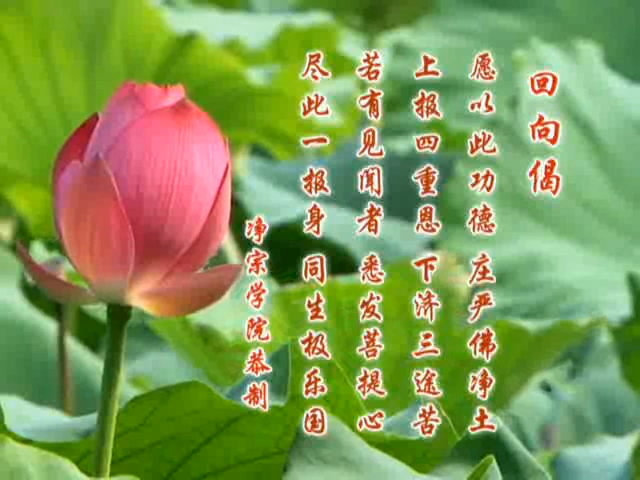 回向偈
愿以此功德 庄严佛净土
上报四重恩 下济三途苦
若有见闻者 悉发菩提心
尽此一报身 同生极乐国
净宗学院恭制